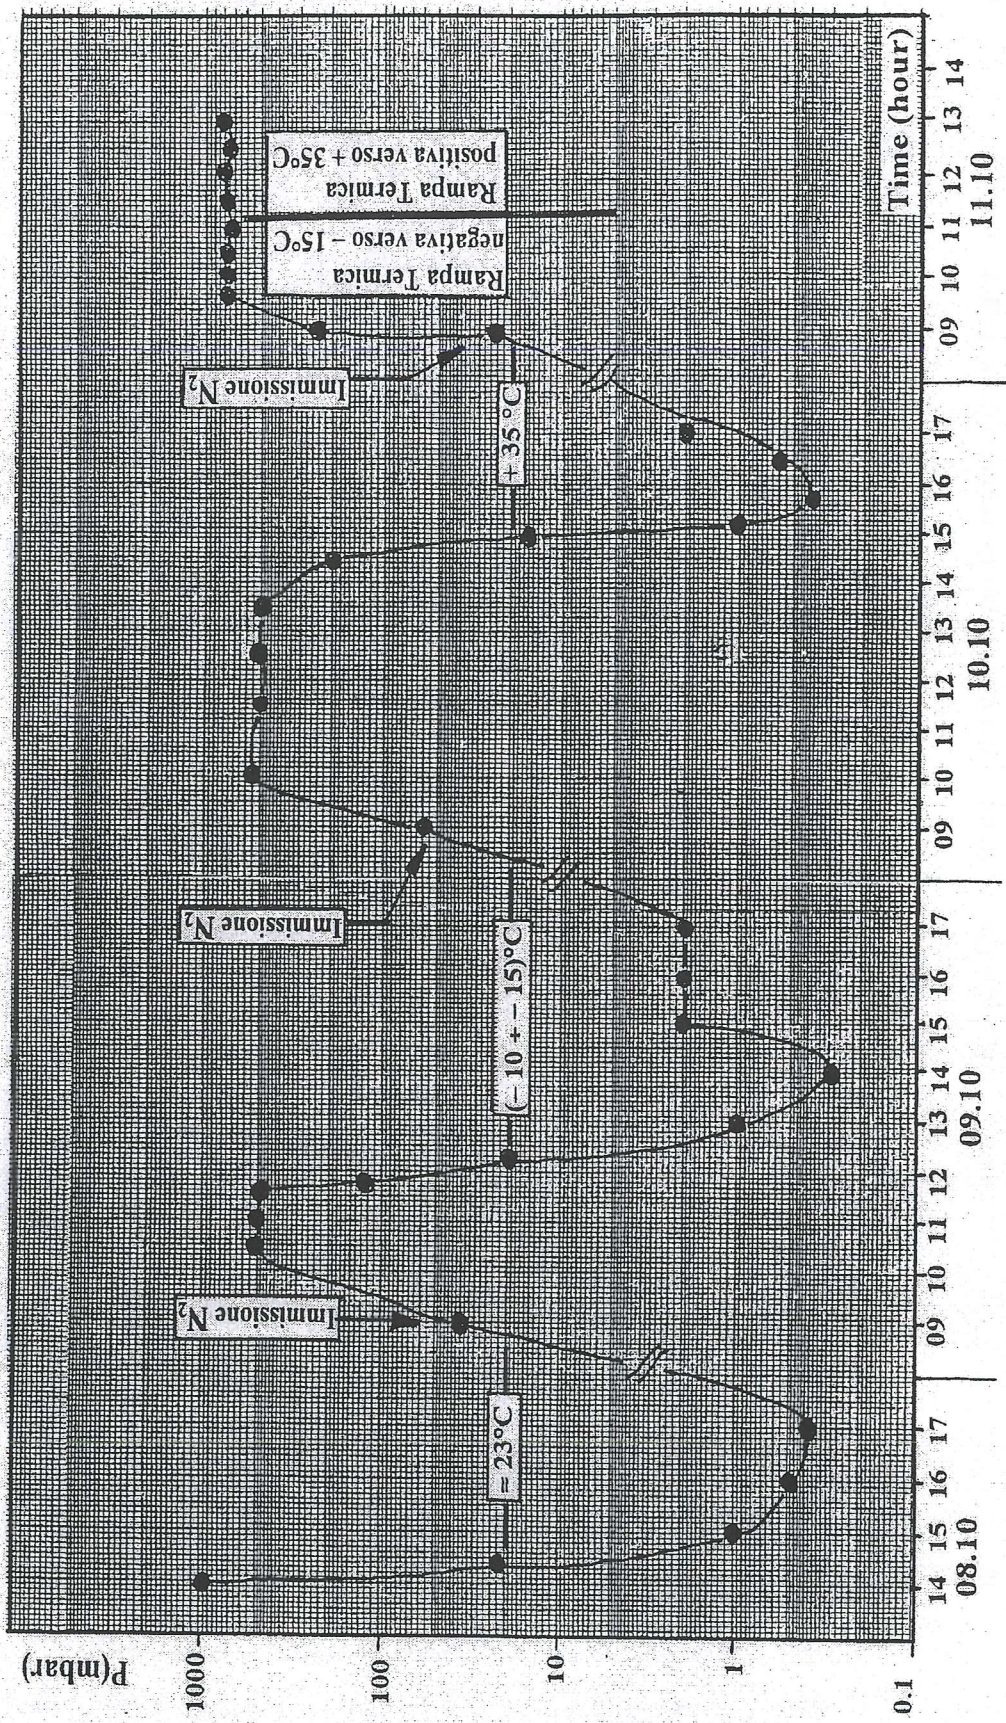 P(mbar)
1000
100
10
1
0.1
≈ 23°C
Immissione N2
(– 10 ÷ – 15)°C
Immissione N2
+ 35 °C
Immissione N2
Rampa Termica
negativa verso – 15°C
Rampa Termica
positiva verso + 35°C
Time (hour)
14 15 16 17 09 10 11 12 13 14 15 16 17 09 10 11 12 13 14 15 16 17 09 10 11 12 13 14
08.10 09.10 10.10 11.10